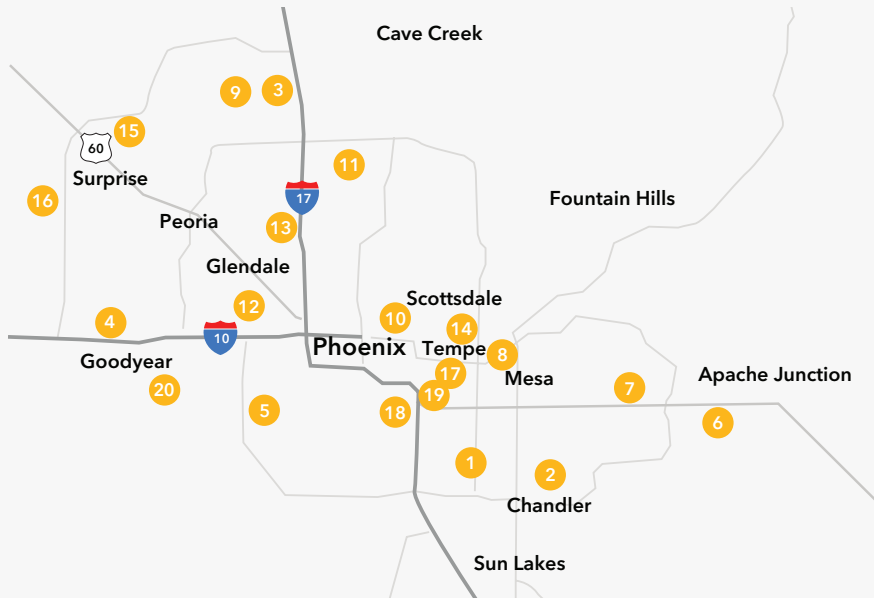 Cave Creek
9
3
15
60
11
Surprise
16
17
Fountain Hills
Peoria
13
Glendale
12
Scottsdale
10
4
14
10
Phoenix
Tempe
8
Goodyear
17
Mesa
Apache Junction
20
7
19
5
18
6
1
2
Chandler
Sun Lakes